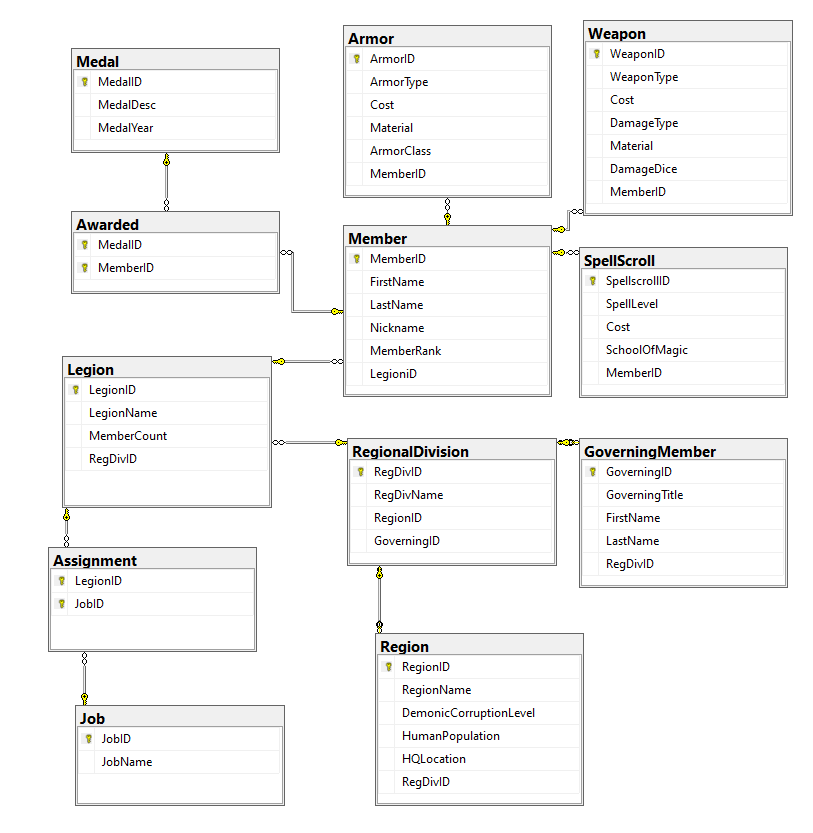 Medal
MedalID
MedalDesc
MedalYear
Armor
ArmorID
ArmorType
Cost
Material
ArmorClass
MemberID
Weapon
WeaponID
WeaponType
Cost
DamageType
Material
DamageDice
MemberID
Awarded
MedalID
MemberID
Member
MemberID
FirstName
LastName
Nickname
MemberRank
LegioniD
SpellScroll
SpellscrollID
SpellLevel
Cost
SchoolOfMagic
MemberID
Legion
LegionID
LegionName
MemberCount
RegDivID
RegionalDivision
RegDivID
RegDivName
RegionID
GoverningID
GoverningMember
GoverningID
GoverningTitle
FirstName
LastName
RegDivID
Assignment
LegionID
JobID
Region
RegionID
RegionName
DemonicCorruptionLevel
HumanPopulation
HQLocation
RegDivID
Job
JobID
JobName